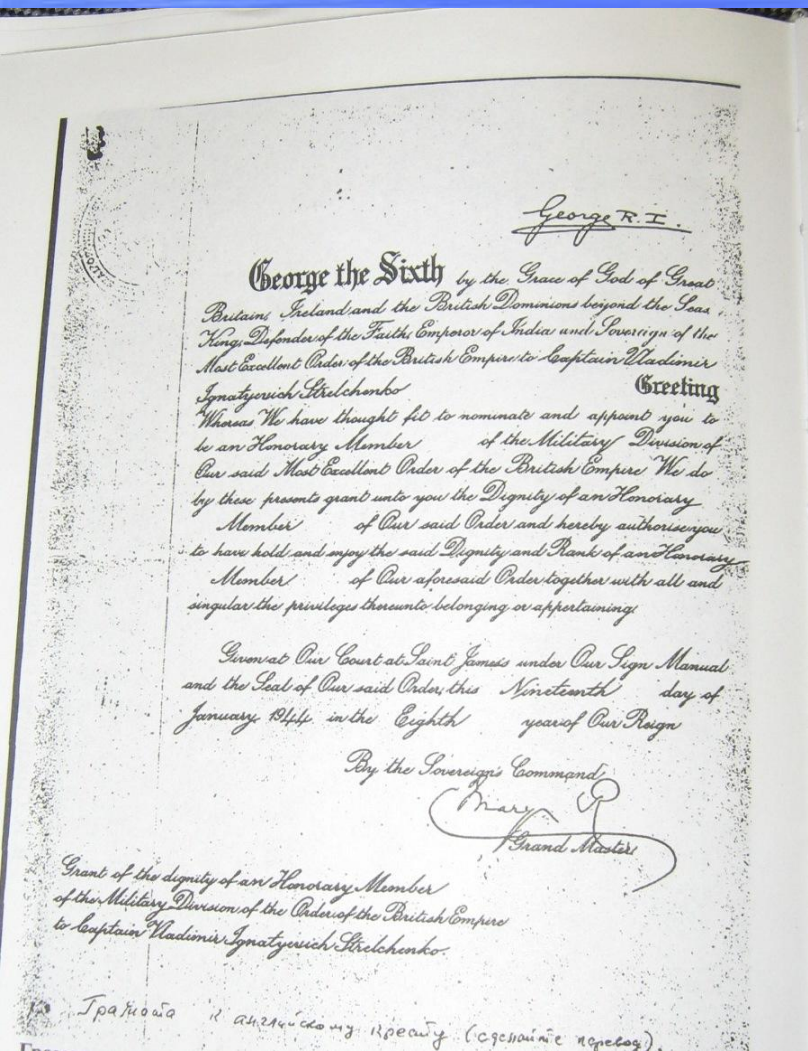 George R. I.
George the Sixth by the Grace of God of Great
Britain, Ireland and the British Dominions beyond the Seas
King, Defender of the Faith, Emperor of India and Sovereign of the
Most Excellent Order of the British Empire to Captain Vladimir
Ignatyevich Strelchenko Greeting
Whereas We have thought fit to nominate and appoint you to
be an Honorary Member of the Military Division of
Our said Most Excellent Order of the British Empire We do
by these presents grant unto you the Dignity of an Honorary
Member of Our said Order and hereby authorise you
to have hold and enjoy the said Dignity and Rank of an Honorary
Member of Our aforesaid Order together with all and
singular the privileges thereunto belonging or appertaining.
Given at Our Court at Saint James's under Our Sign Manual
and the Seal of Our said Order, this Nineteenth day of
January 1944 in the Eighth year of Our Reign
By the Sovereign's Command,
Mary R
Grand Master
Grant of the dignity of an Honorary Member
of the Military Division of the Order of the British Empire
to Captain Vladimir Ignatyevich Strelchenko.
Грамота к английскому кресту (сделайте перевод).